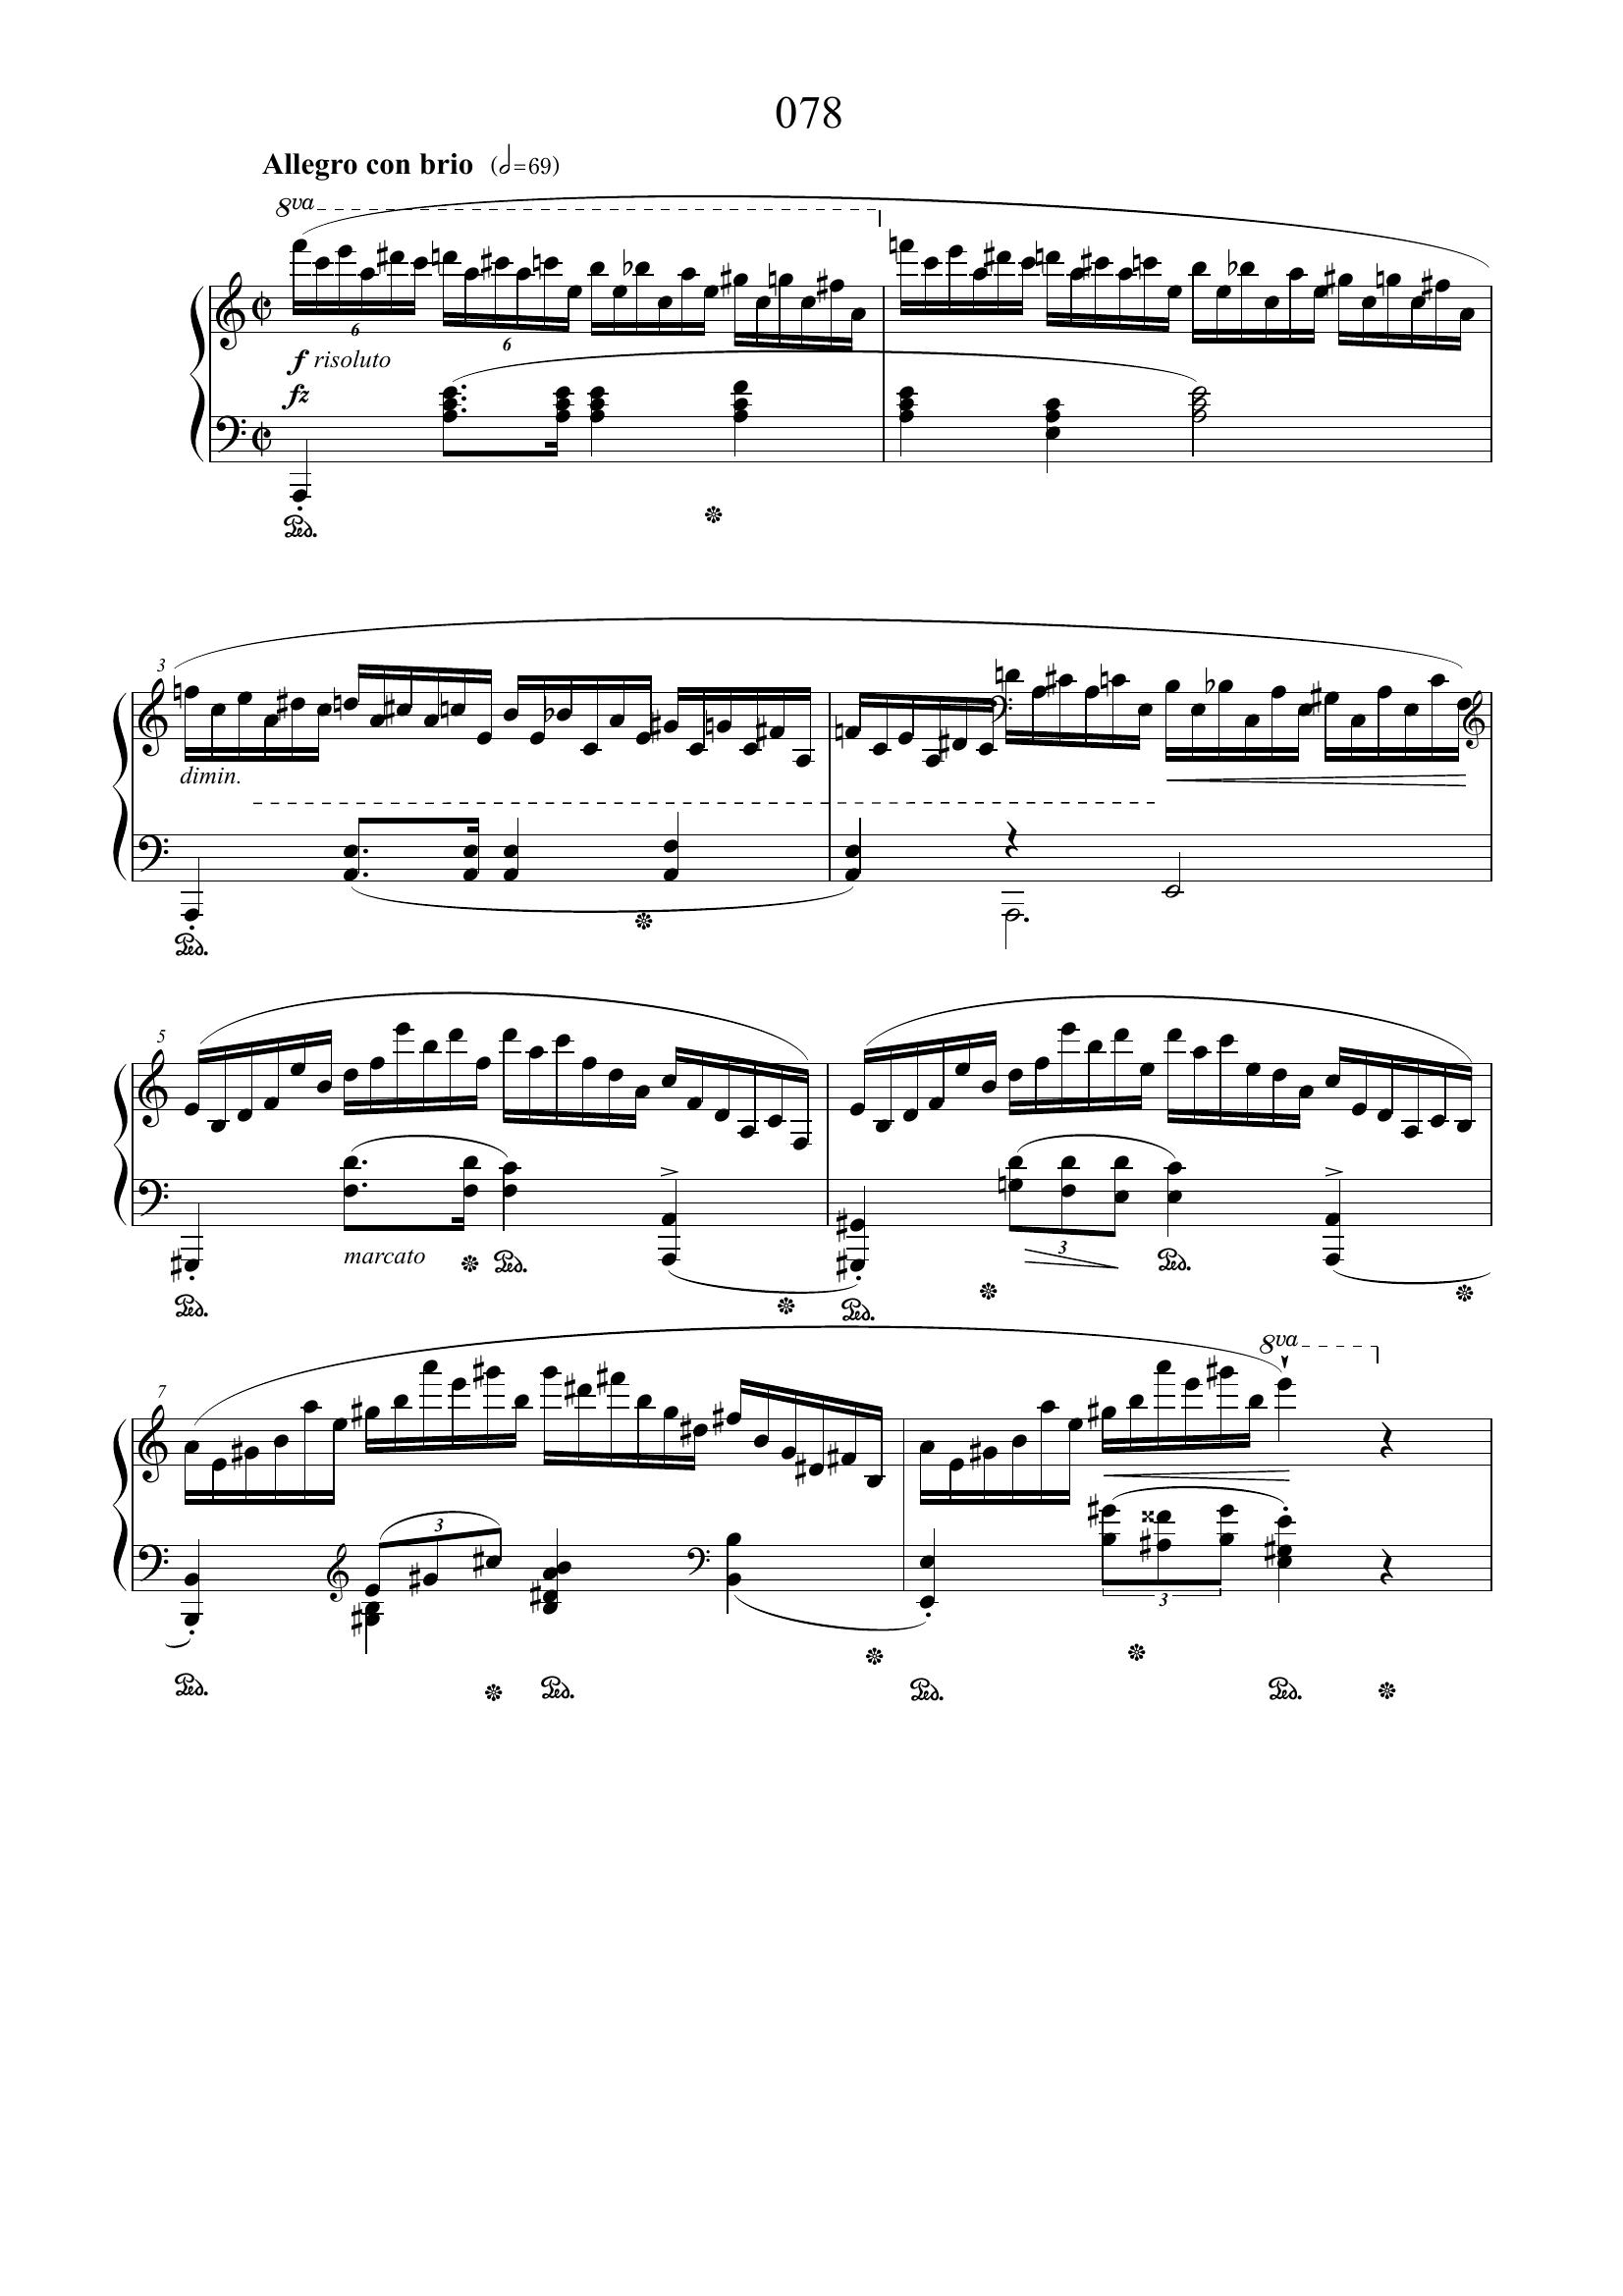 078
Allegro con brio (𝅗𝅥=69)
8va
6
6
f risoluto
fz
Ped.
3
dimin.
Ped.
5
marcato
Ped.
Ped.
3
Ped.
Ped.
8va
7
3
3
Ped.
Ped.
Ped.
Ped.